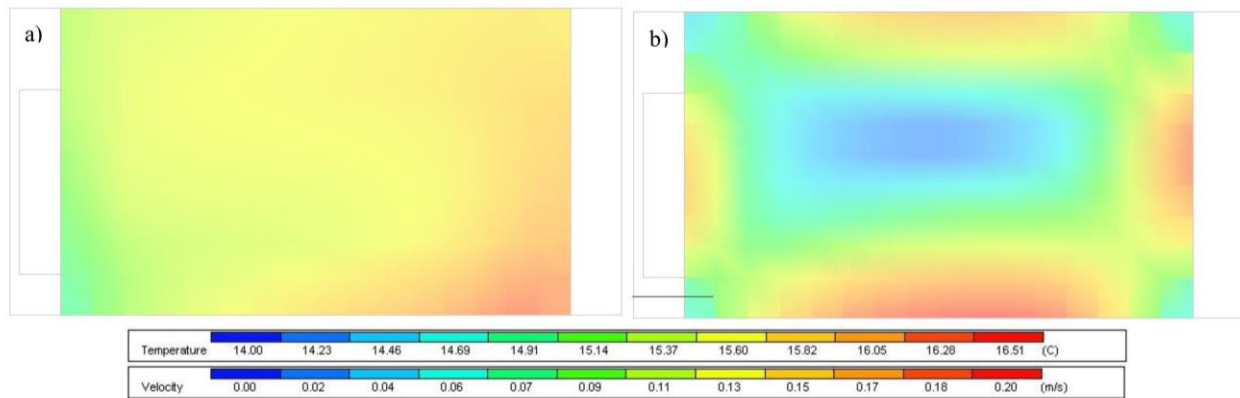 a)
b)
Temperature 14.00 14.23 14.46 14.69 14.91 15.14 15.37 15.60 15.82 16.05 16.28 16.51 (C)
Velocity 0.00 0.02 0.04 0.06 0.07 0.09 0.11 0.13 0.15 0.17 0.18 0.20 (m/s)